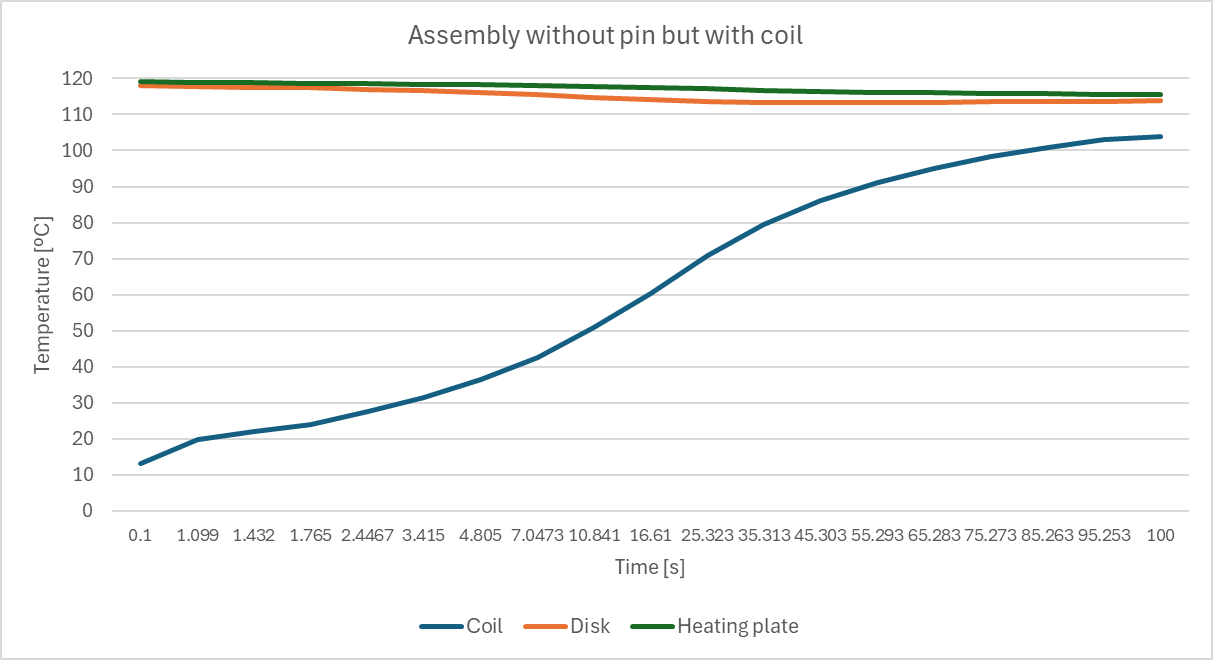 Assembly without pin but with coil
120
110
100
90
80
70
60
50
40
30
20
10
0
Temperature [ºC]
0.1 1.099 1.432 1.765 2.4467 3.415 4.805 7.0473 10.841 16.61 25.323 35.313 45.303 55.293 65.283 75.273 85.263 95.253 100
Time [s]
Coil Disk Heating plate